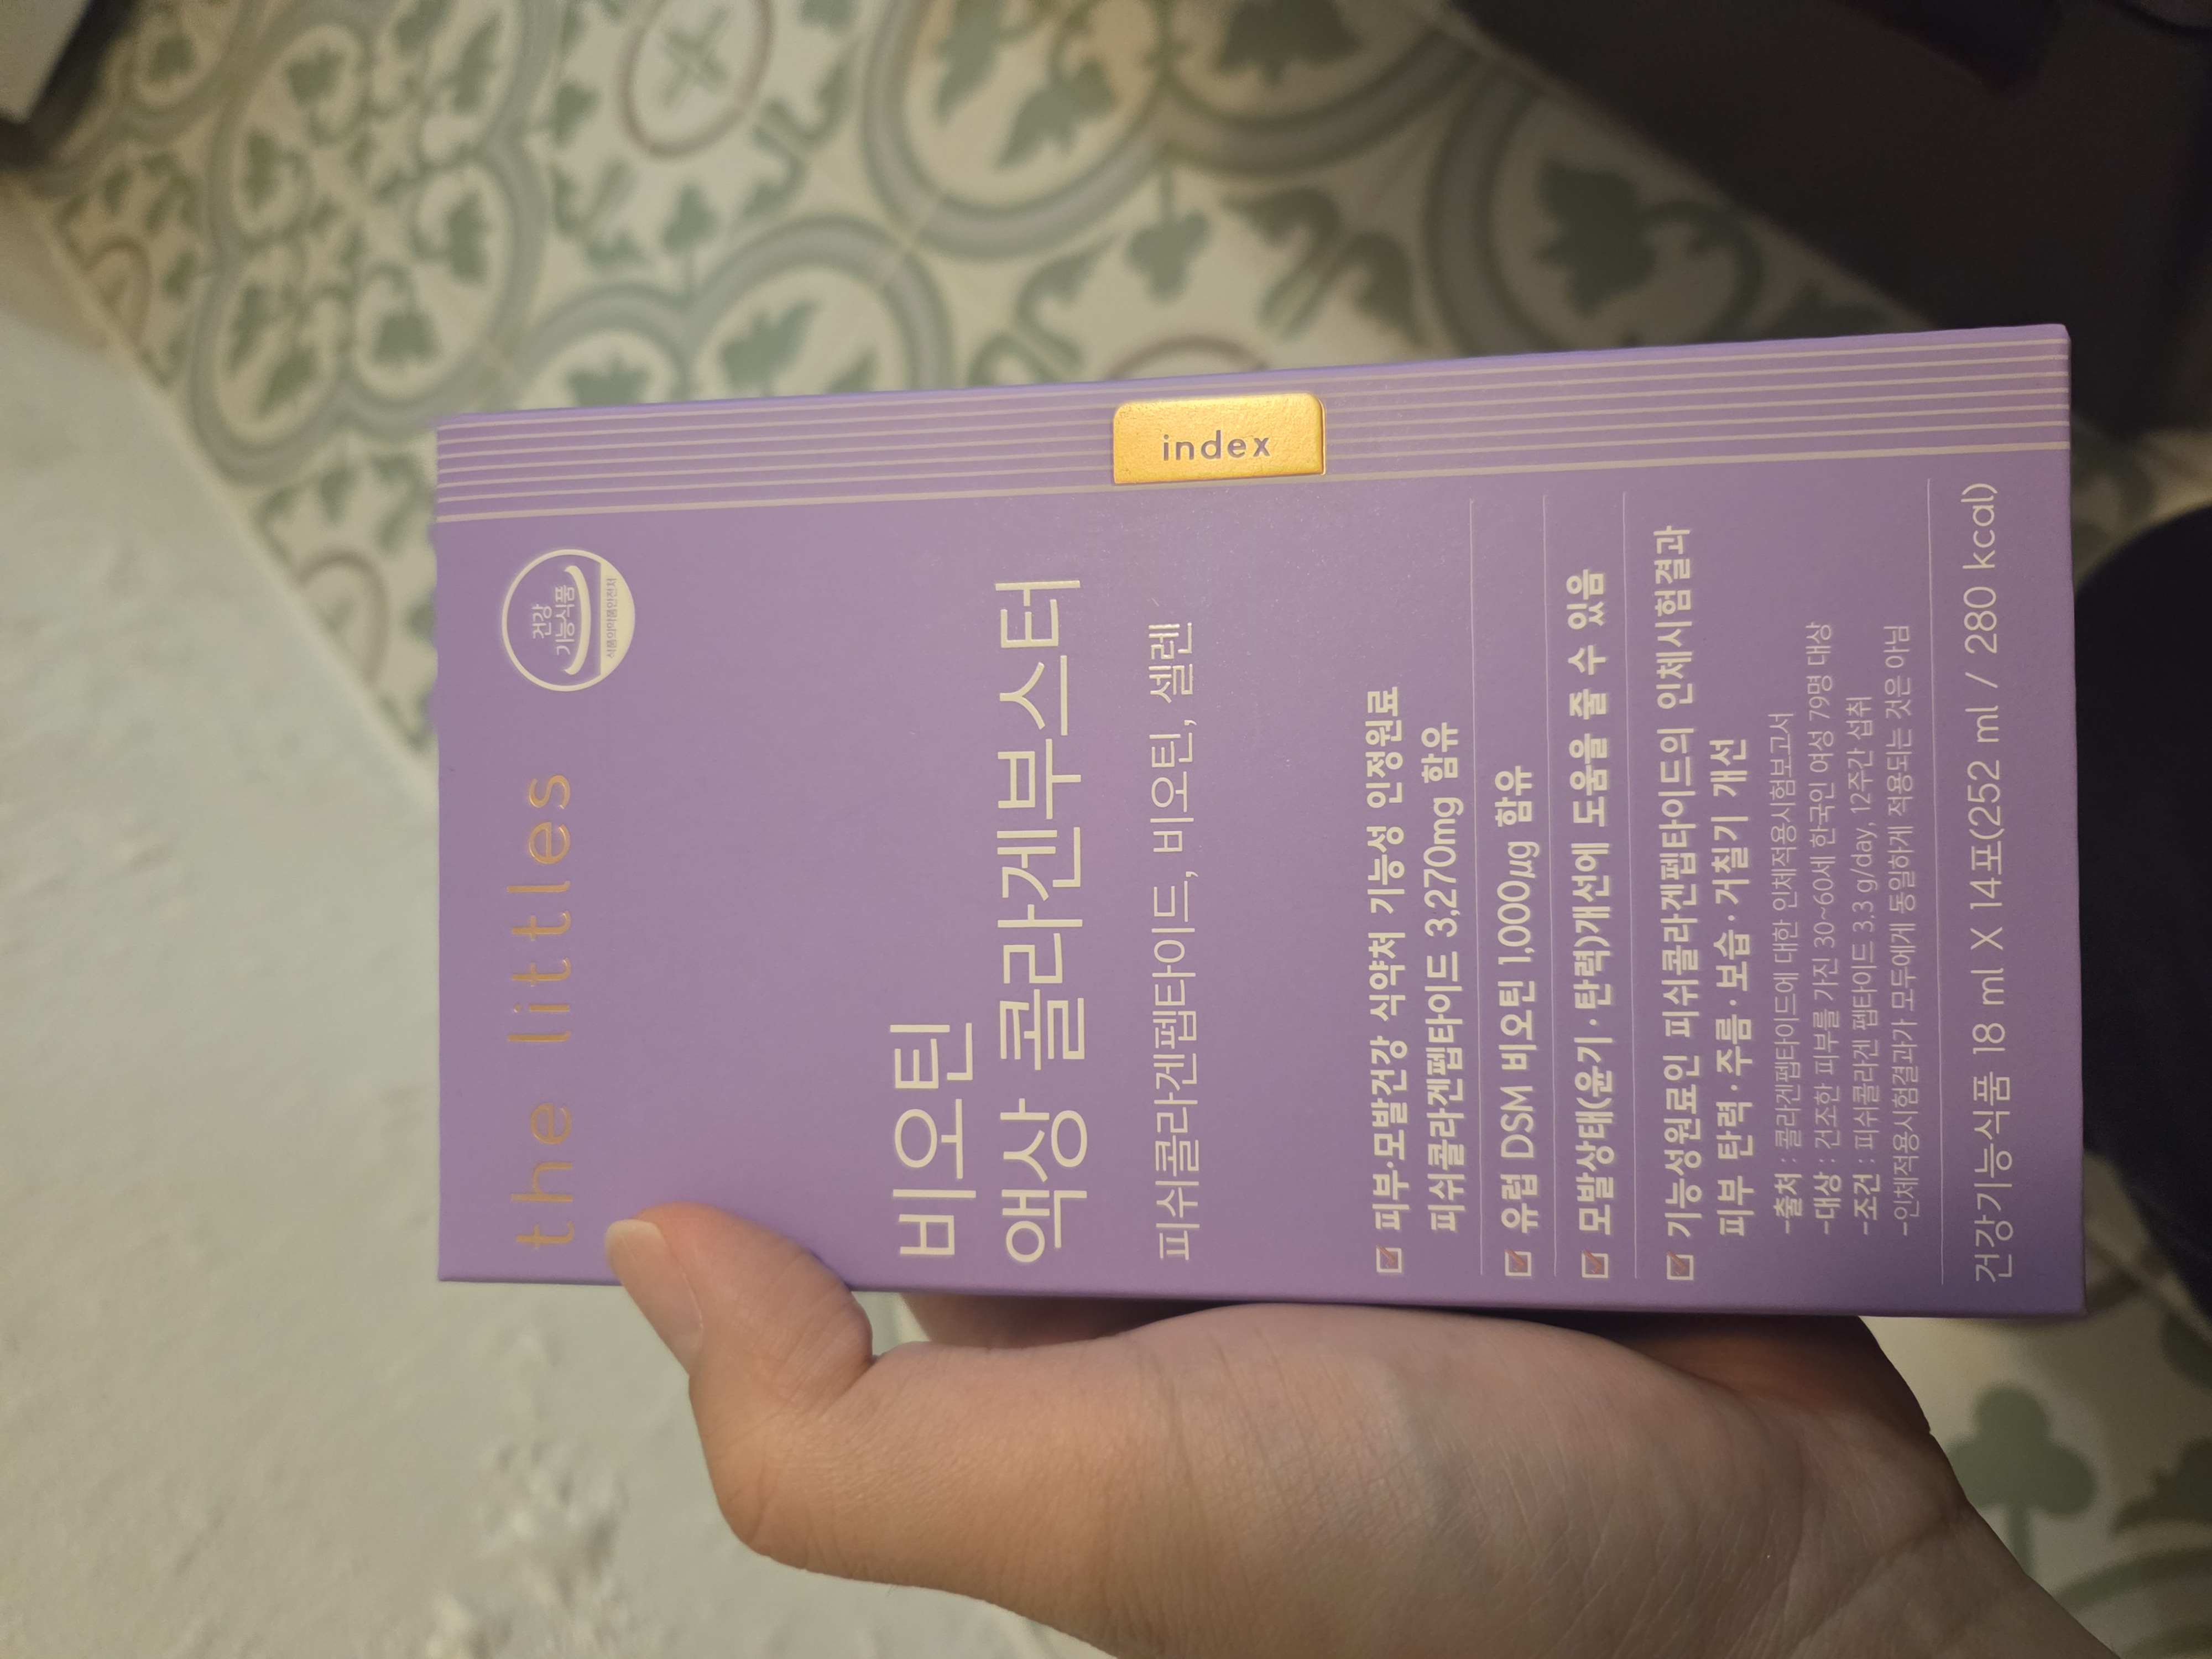 the littles
건강
기능식품
식품의약품안전처
index
비오틴
액상 콜라겐부스터
피쉬콜라겐펩타이드, 비오틴, 셀렌
피부·모발건강 식약처 기능성 인정원료
피쉬콜라겐펩타이드 3,270mg 함유
유럽 DSM 비오틴 1,000㎍ 함유
모발상태(윤기·탄력)개선에 도움을 줄 수 있음
기능성원료인 피쉬콜라겐펩타이드의 인체시험결과
피부 탄력·주름·보습·거칠기 개선
-출처 : 콜라겐펩타이드에 대한 인체적용시험보고서
-대상 : 건조한 피부를 가진 30~60세 한국인 여성 79명 대상
-조건 : 피쉬콜라겐 펩타이드 3.3 g/day, 12주간 섭취
-인체적용시험결과가 모두에게 동일하게 적용되는 것은 아님
건강기능식품 18 ml X 14포(252 ml / 280 kcal)